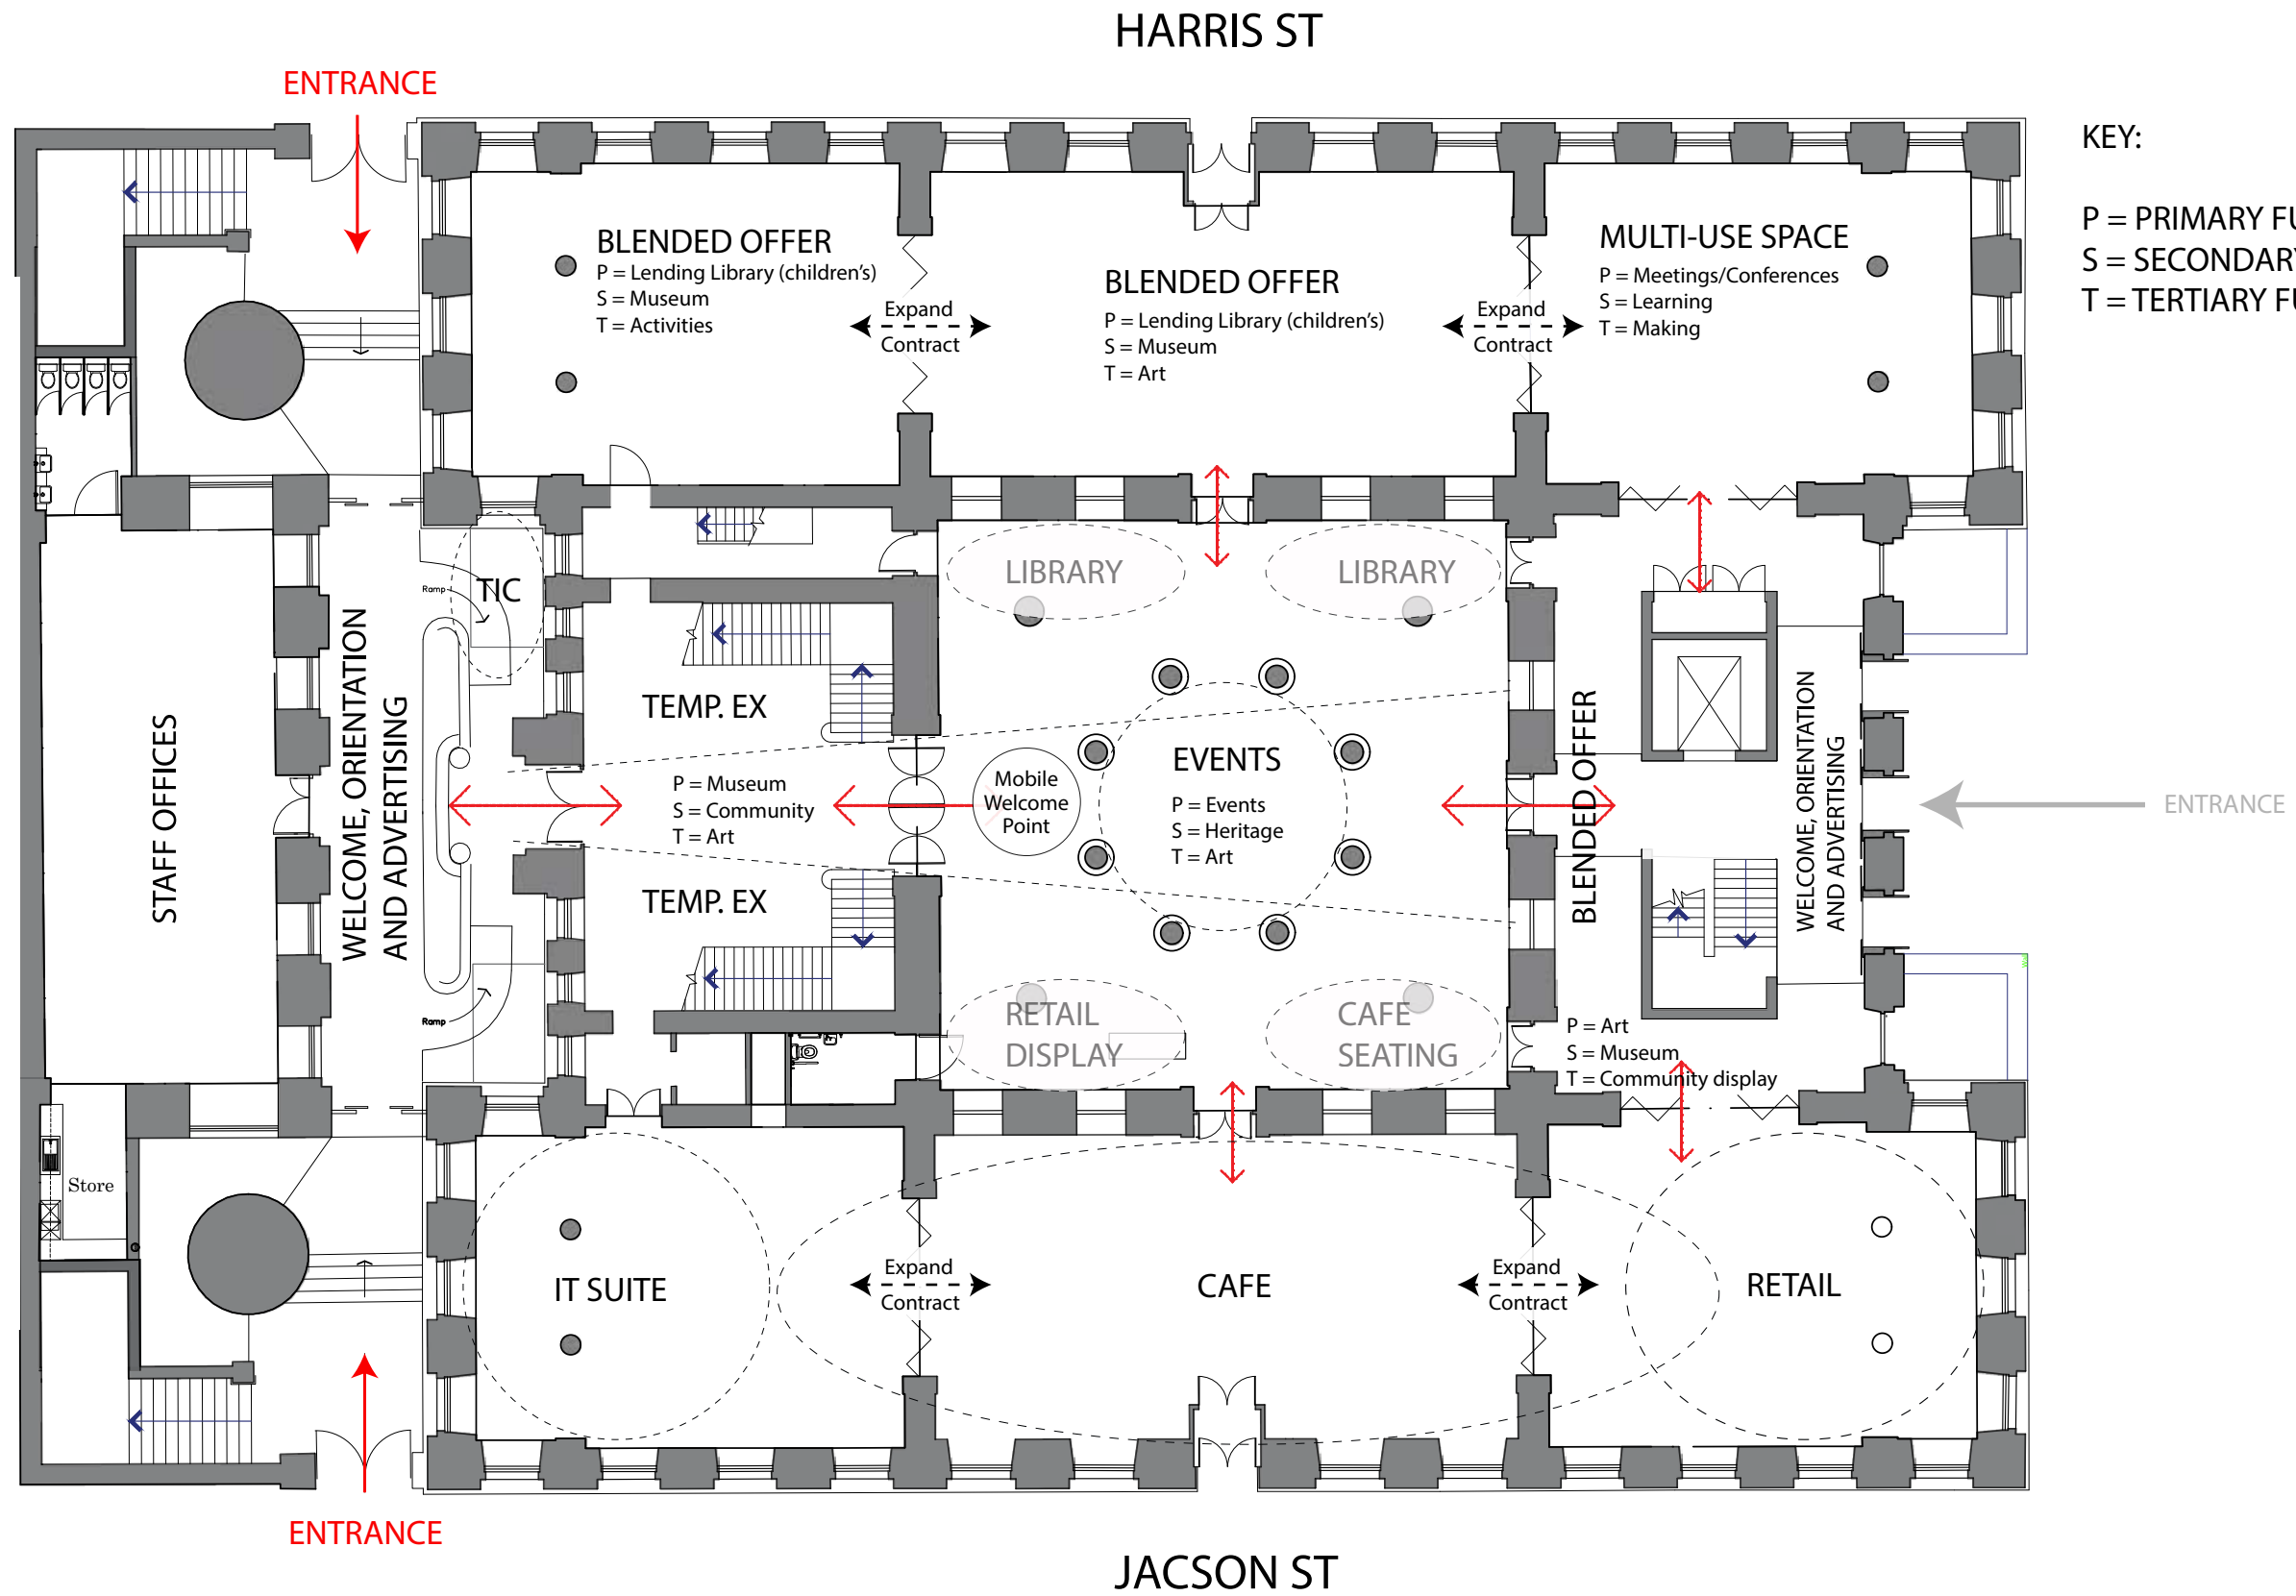 HARRIS ST
ENTRANCE
KEY:
P = PRIMARY
S = SECONDARY
T = TERTIARY
BLENDED OFFER
P = Lending Library (children's)
S = Museum
T = Activities
Expand
Contract
BLENDED OFFER
P = Lending Library (children's)
S = Museum
T = Art
Expand
Contract
MULTI-USE SPACE
P = Meetings/Conferences
S = Learning
T = Making
STAFF OFFICES
WELCOME, ORIENTATION
AND ADVERTISING
Ramp
TIC
Ramp
TEMP. EX
P = Museum
S = Community
T = Art
TEMP. EX
LIBRARY
LIBRARY
Mobile
Welcome
Point
EVENTS
P = Events
S = Heritage
T = Art
RETAIL
DISPLAY
CAFE
SEATING
BLENDED OFFER
P = Art
S = Museum
T = Community display
WELCOME, ORIENTATION
AND ADVERTISING
ENTRANCE
Store
IT SUITE
Expand
Contract
CAFE
Expand
Contract
RETAIL
ENTRANCE
JACSON ST